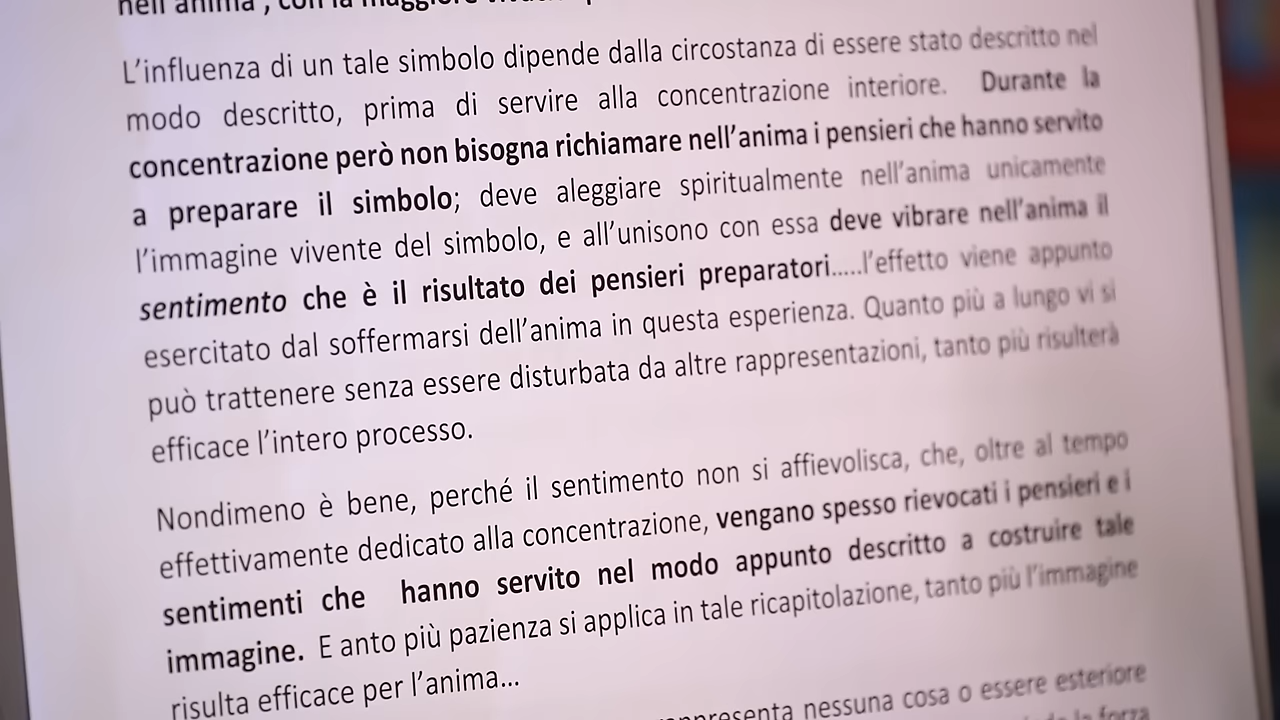 nell'anima, con la maggiore
L'influenza di un tale simbolo dipende dalla circostanza di essere stato descritto nel
modo descritto, prima di servire alla concentrazione interiore. Durante la
concentrazione però non bisogna richiamare nell'anima i pensieri che hanno servito
a preparare il simbolo; deve aleggiare spiritualmente nell'anima unicamente
l'immagine vivente del simbolo, e all'unisono con essa deve vibrare nell'anima il
sentimento che è il risultato dei pensieri preparatori.....l'effetto viene appunto
esercitato dal soffermarsi dell'anima in questa esperienza. Quanto più a lungo vi si
può trattenere senza essere disturbata da altre rappresentazioni, tanto più risulterà
efficace l'intero processo.
Nondimeno è bene, perché il sentimento non si affievolisca, che, oltre al tempo
effettivamente dedicato alla concentrazione, vengano spesso rievocati i pensieri e i
sentimenti che hanno servito nel modo appunto descritto a costruire tale
immagine. E anto più pazienza si applica in tale ricapitolazione, tanto più l'immagine
risulta efficace per l'anima...
nessuna cosa o essere esteriore
la forza